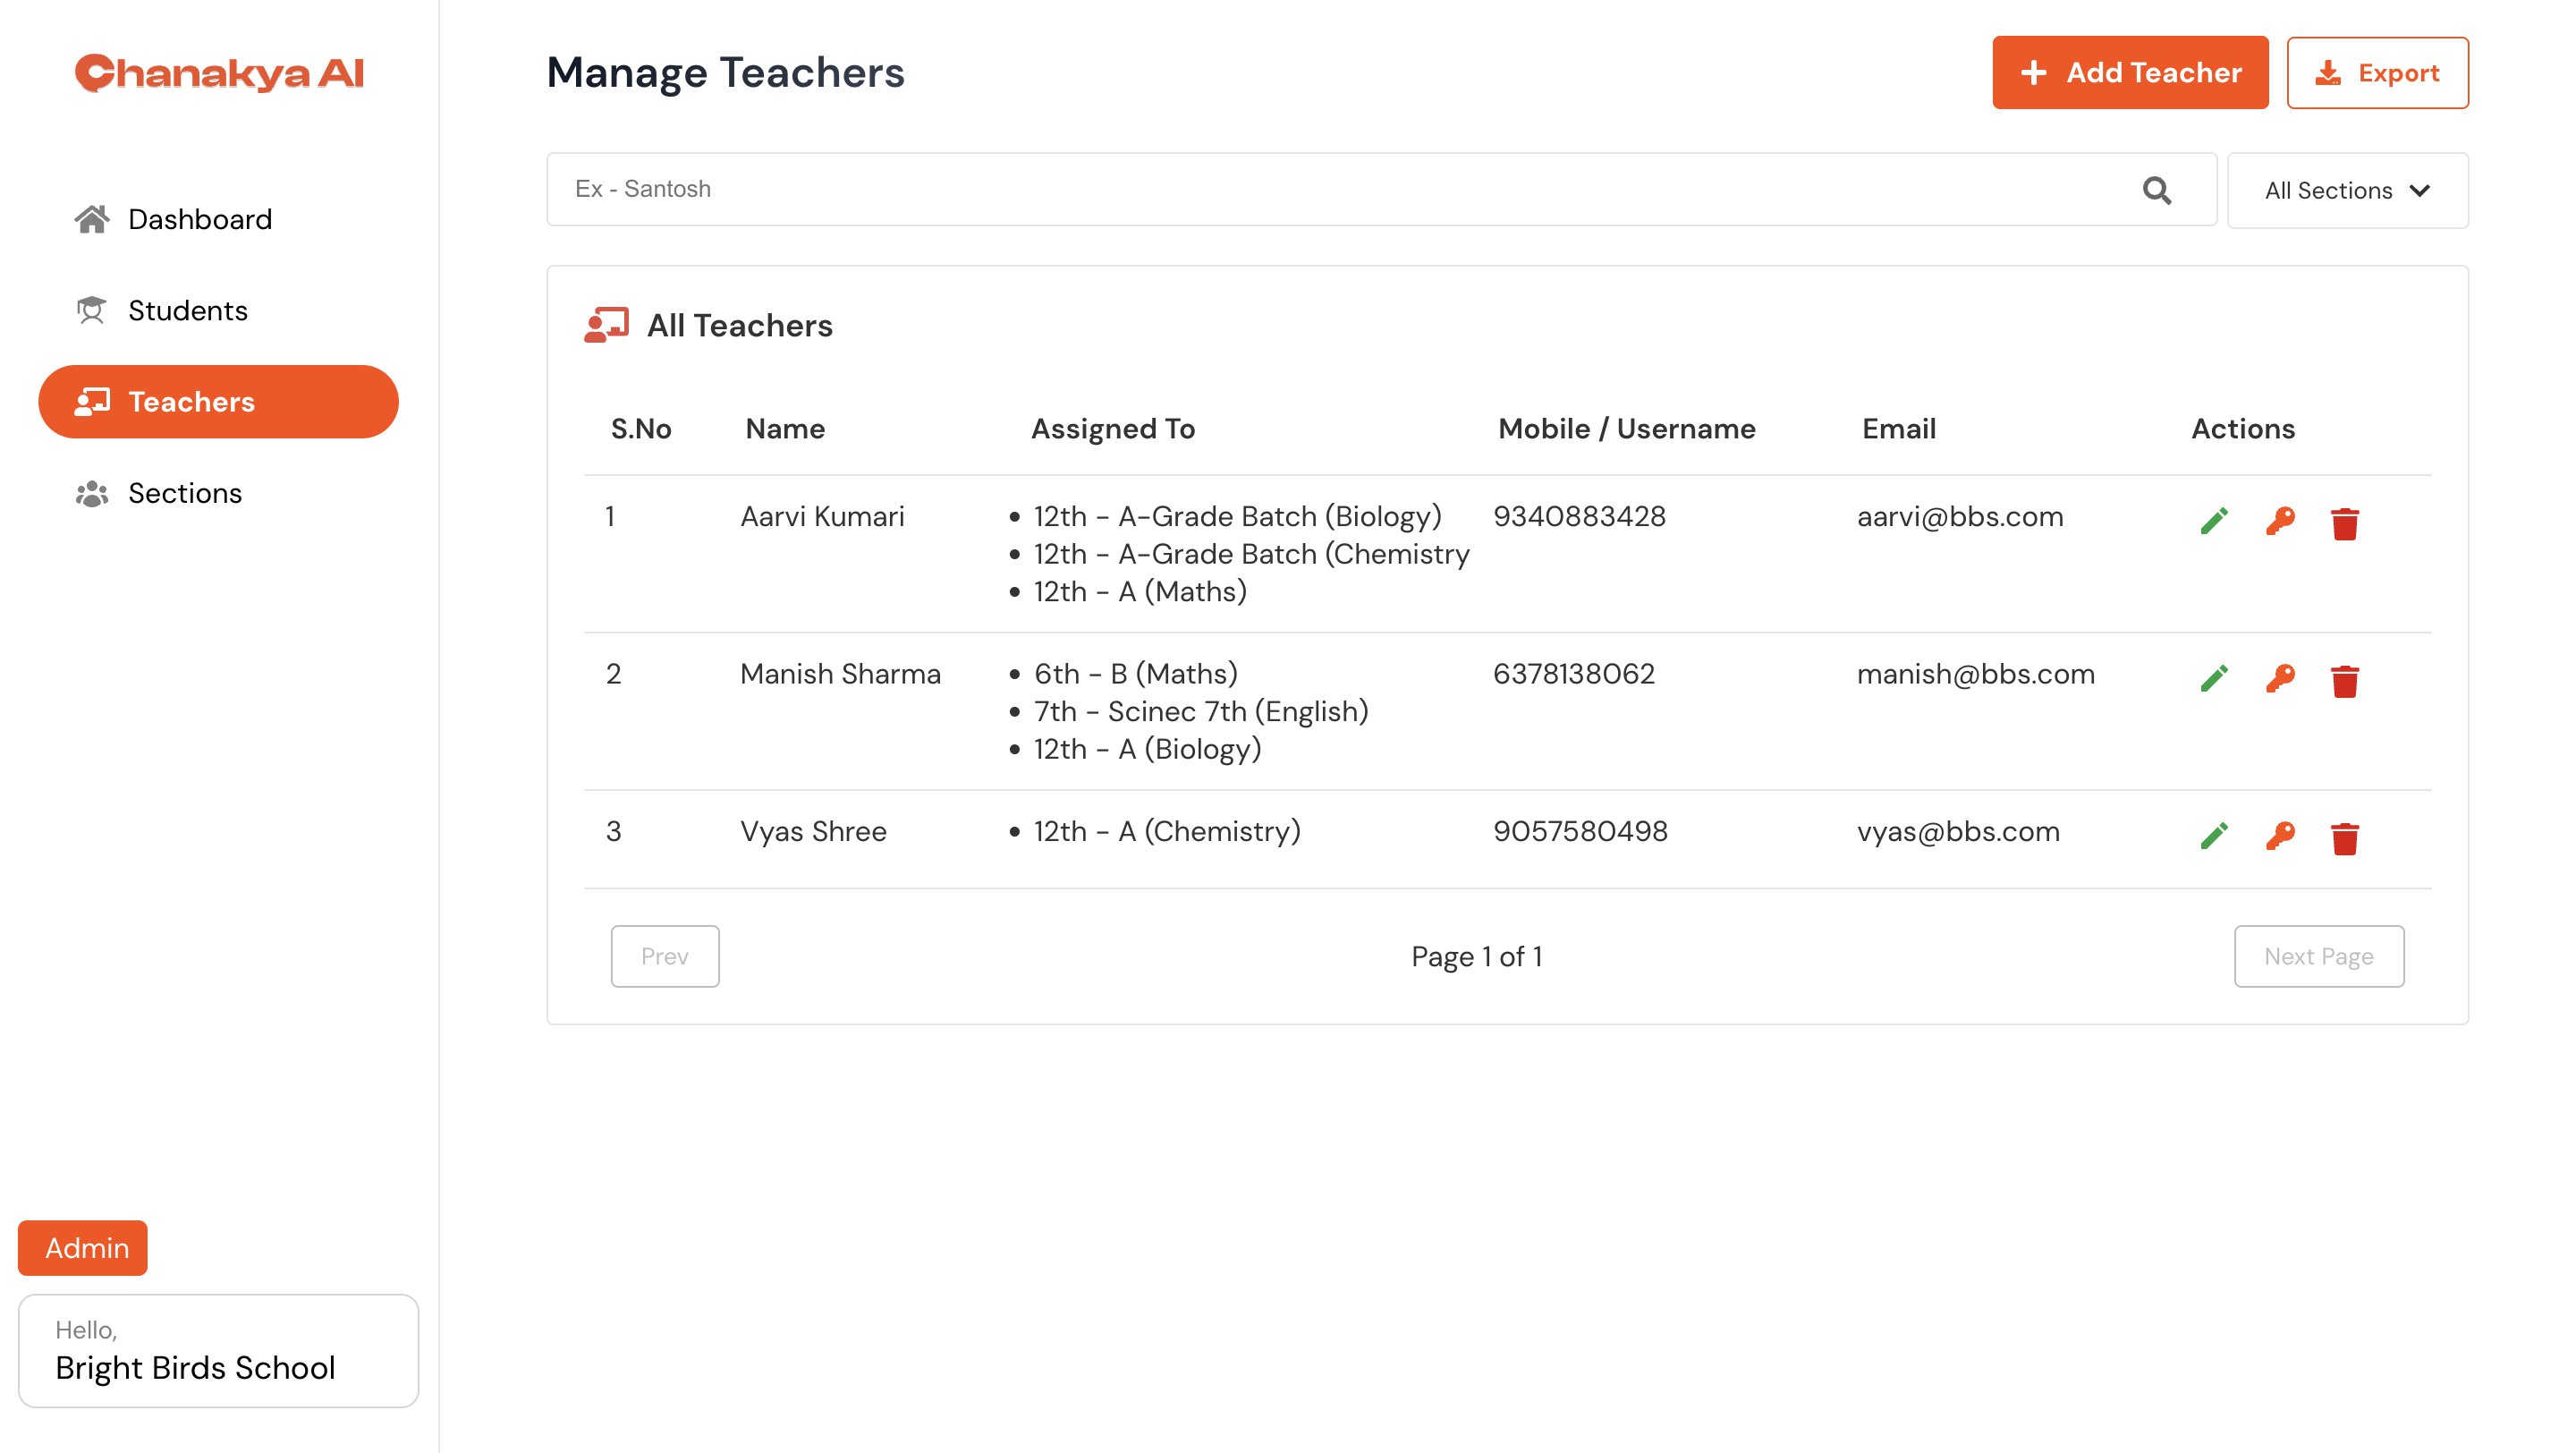 Chanakya AI
Dashboard
Students
Teachers
Sections
Admin
Hello,
Bright Birds School
Manage Teachers
Add Teacher
Export
Ex - Santosh
All Sections
All Teachers
S.No Name Assigned To Mobile / Username Email Actions
1 Aarvi Kumari • 12th - A-Grade Batch (Biology) 9340883428 aarvi@bbs.com
• 12th - A-Grade Batch (Chemistry
• 12th - A (Maths)
2 Manish Sharma • 6th - B (Maths) 6378138062 manish@bbs.com
• 7th - Scinec 7th (English)
• 12th - A (Biology)
3 Vyas Shree • 12th - A (Chemistry) 9057580498 vyas@bbs.com
Prev Page 1 of 1 Next Page